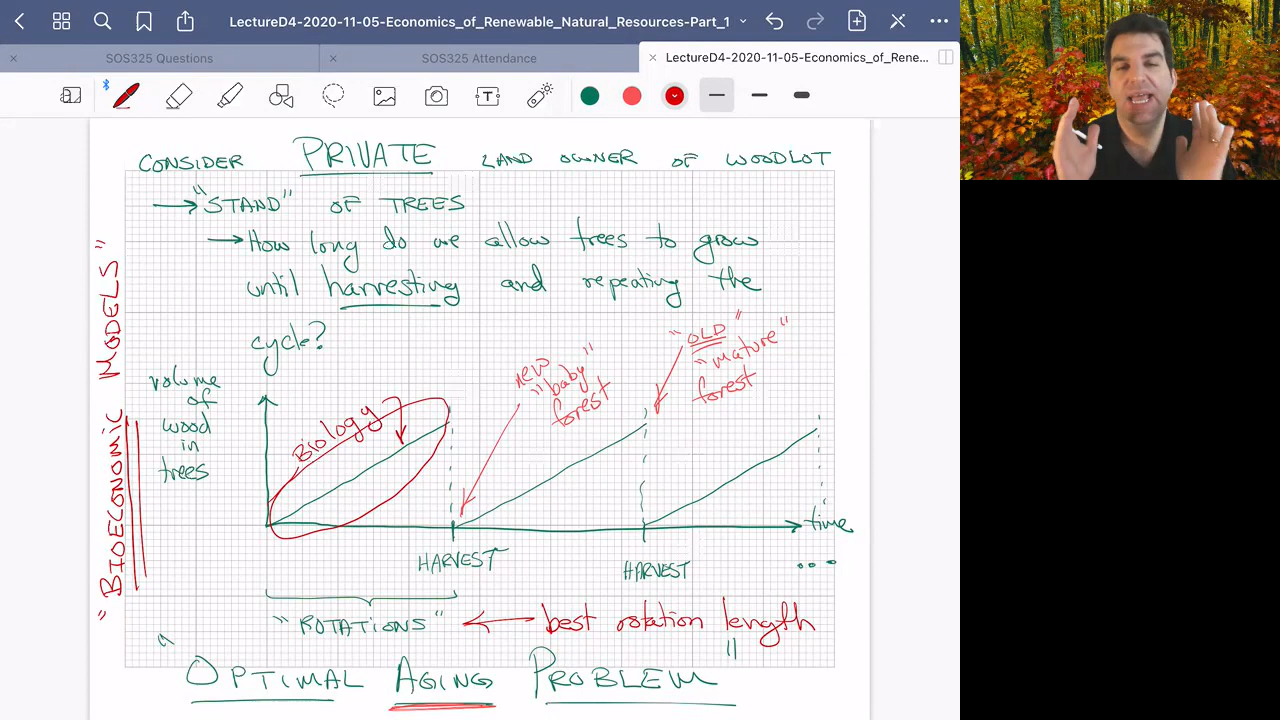 LectureD4-2020-11-05-Economics_of_Renewable_Natural_Resources-Part_1
SOS325 Questions
SOS325 Attendance
LectureD4-2020-11-05-Economics_of_Rene...
CONSIDER PRIVATE LAND OWNER OF WOODLOT
→ "STAND" OF TREES
→ How long do we allow trees to grow
until harvesting and repeating the
cycle?
"BIOECONOMIC MODELS"
volume
of
wood
in
trees
Biology
new
"baby"
forest
"OLD"
"mature"
forest
time
HARVEST
HARVEST
...
"ROTATIONS" ← best rotation length
"OPTIMAL AGING PROBLEM"